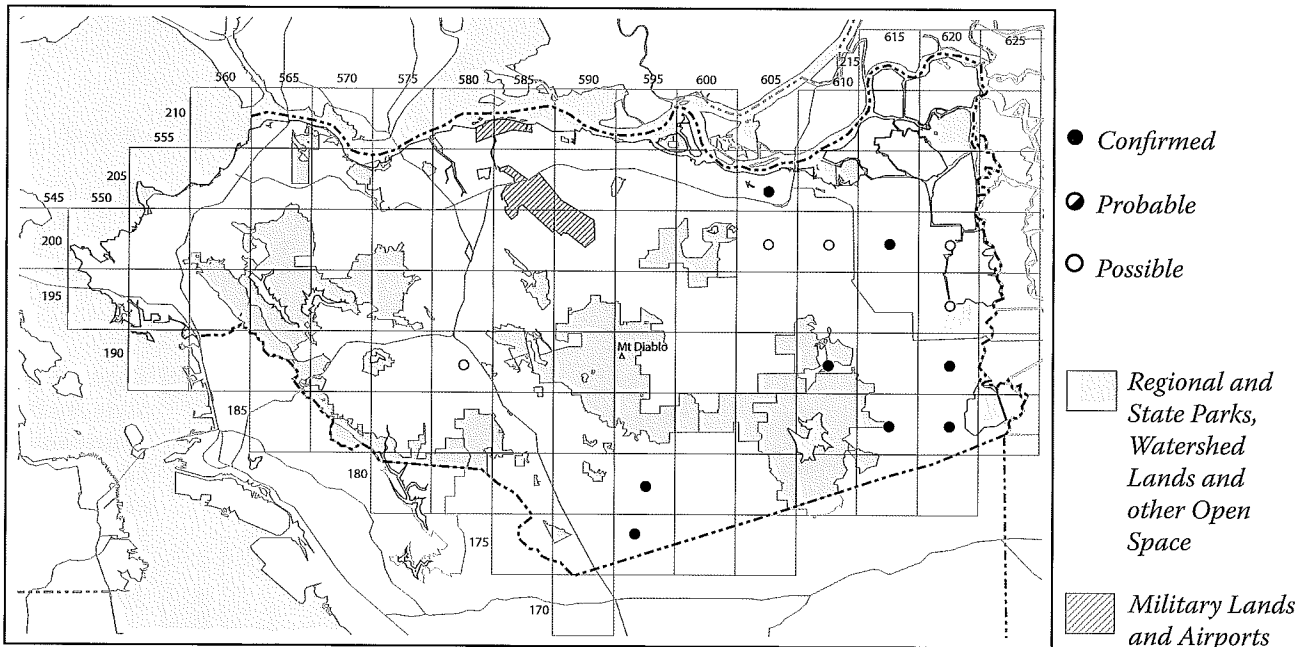 615 620 625
560 565 570 575 580 585 590 595 600 605 610 215
210
555
205
545 550
200
195
190
Mt Diablo
185
180
175
170
Confirmed
Probable
Possible
Regional and
State Parks,
Watershed
Lands and
other Open
Space
Military Lands
and Airports